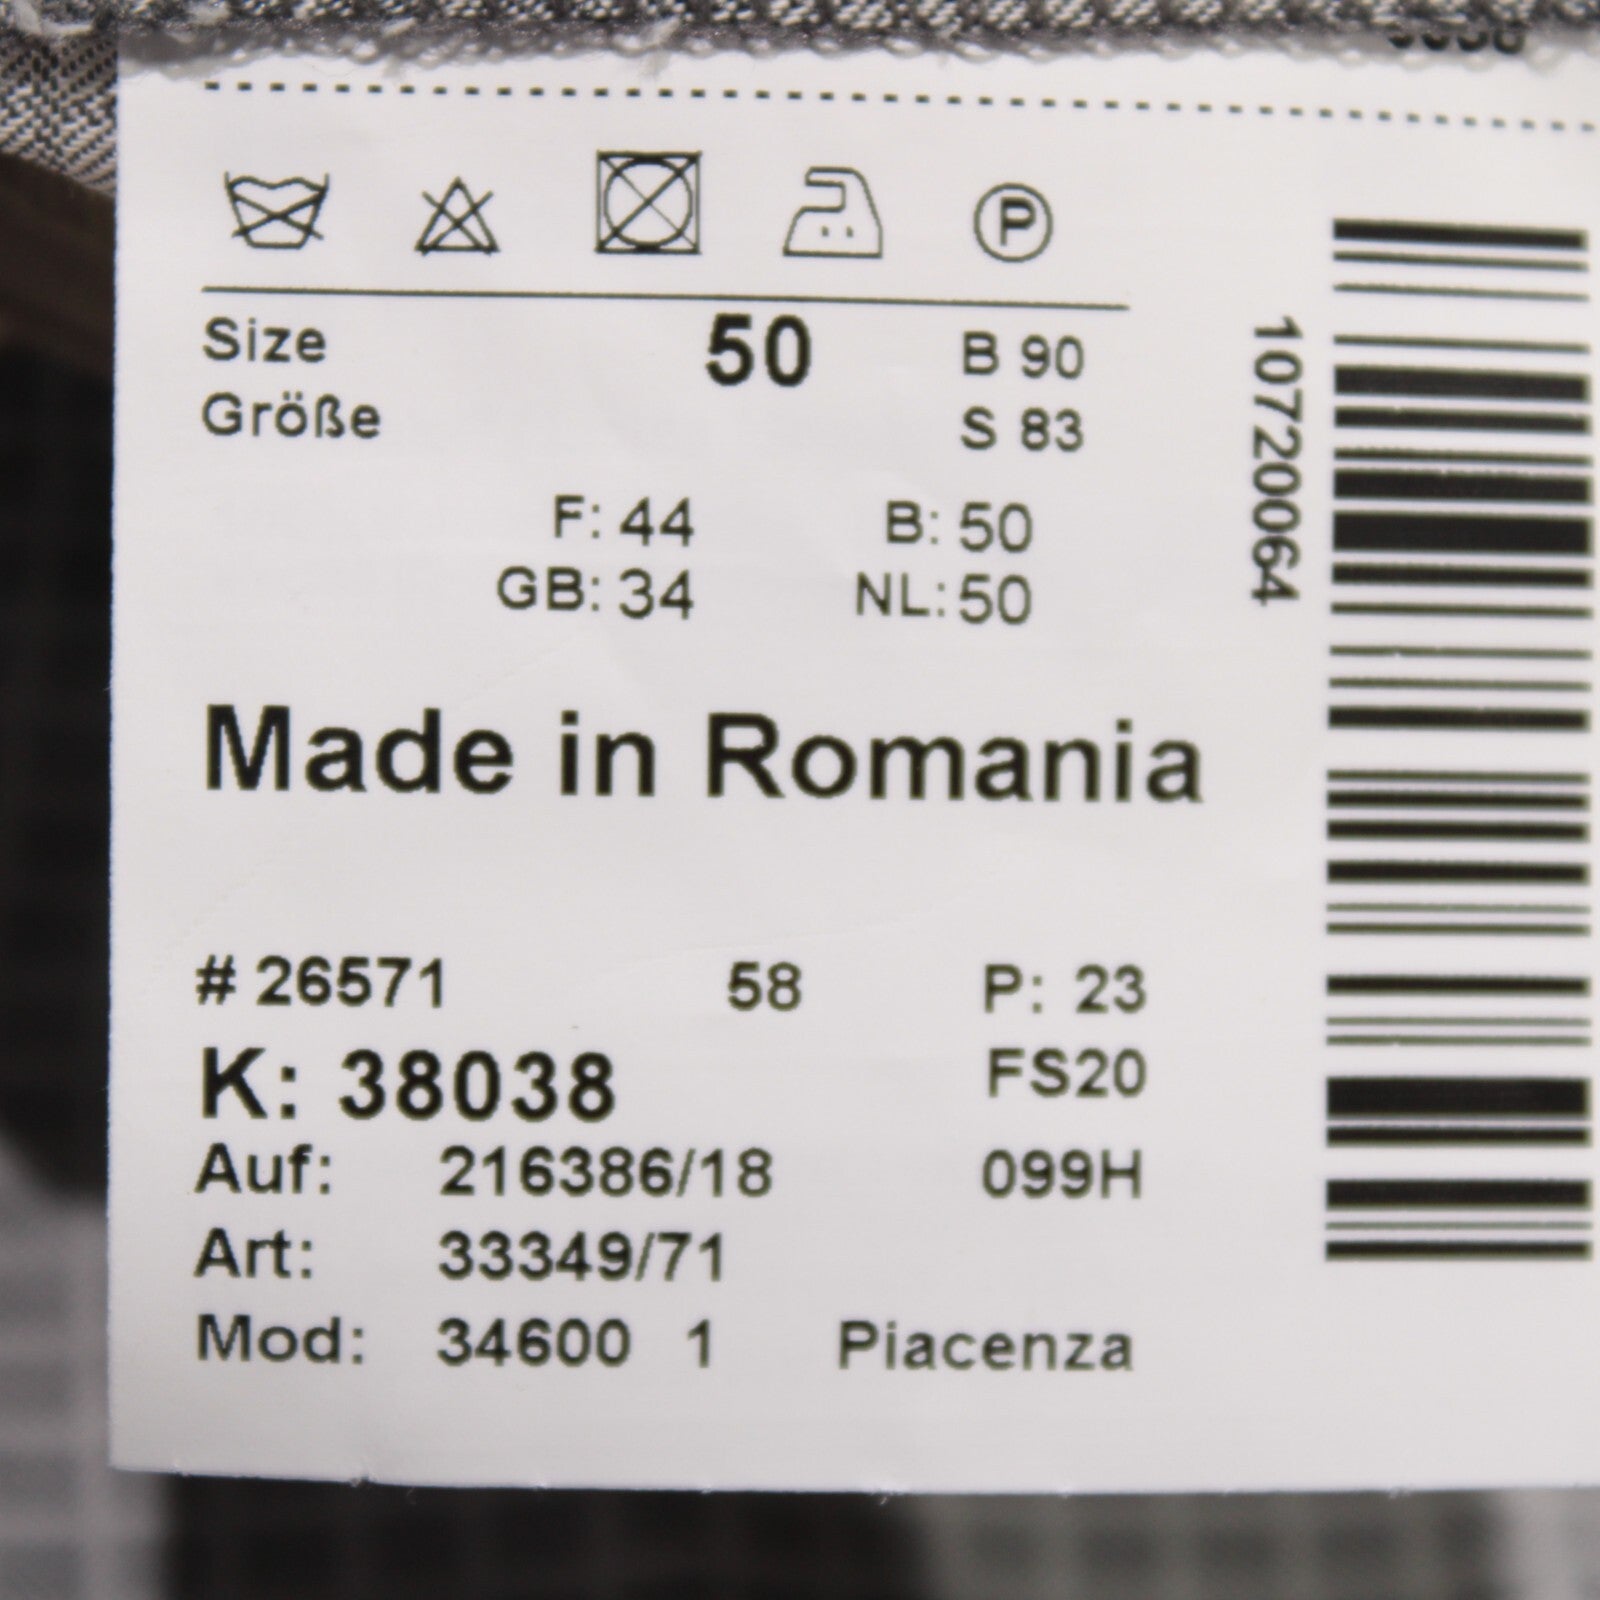 P
Size 50 B 90
Größe S 83
F: 44 B: 50
GB: 34 NL: 50
Made in Romania
# 26571 58 P: 23
K: 38038 FS20
Auf: 216386/18 099H
Art: 33349/71
Mod: 34600 1 Piacenza
10720064